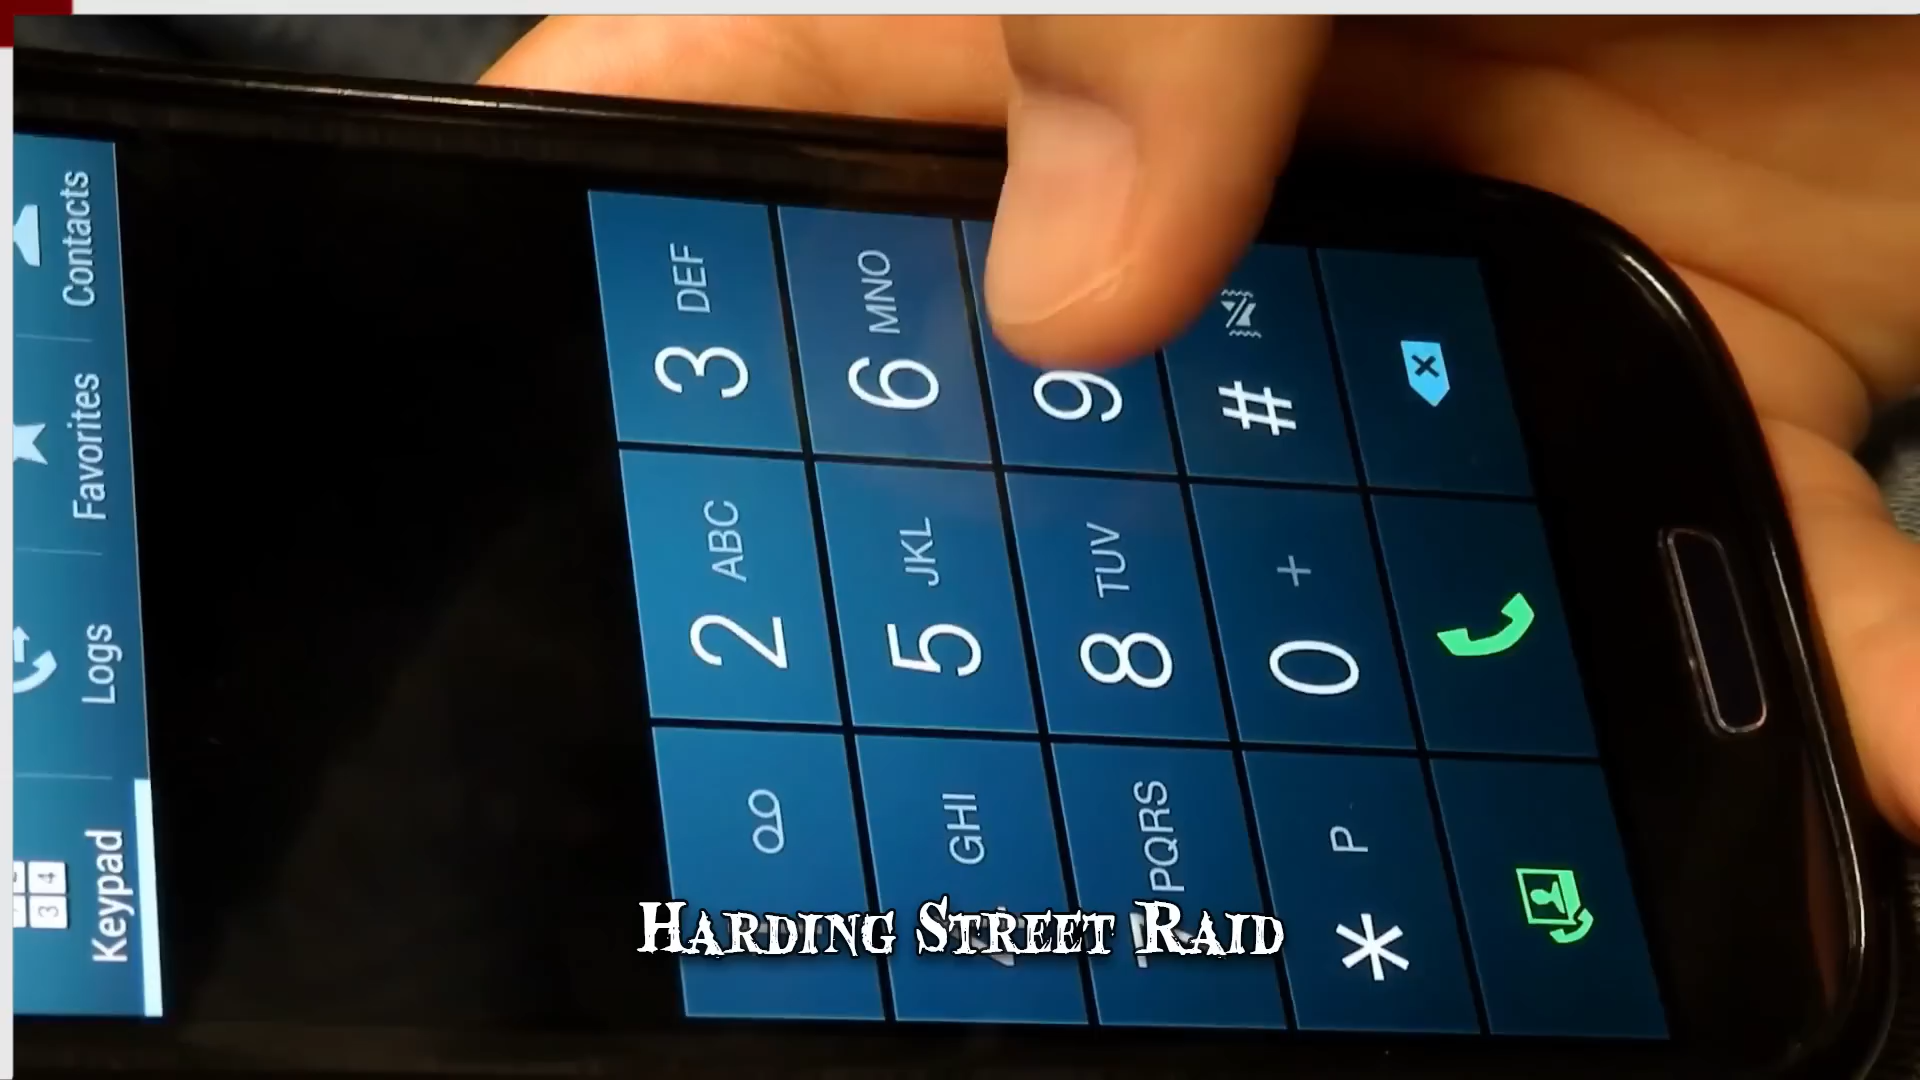 Contacts
Favorites
Logs
Keypad
3 DEF
6 MNO
9
#
2 ABC
5 JKL
8 TUV
0 +
GHI
PQRS
* P
Harding Street Raid